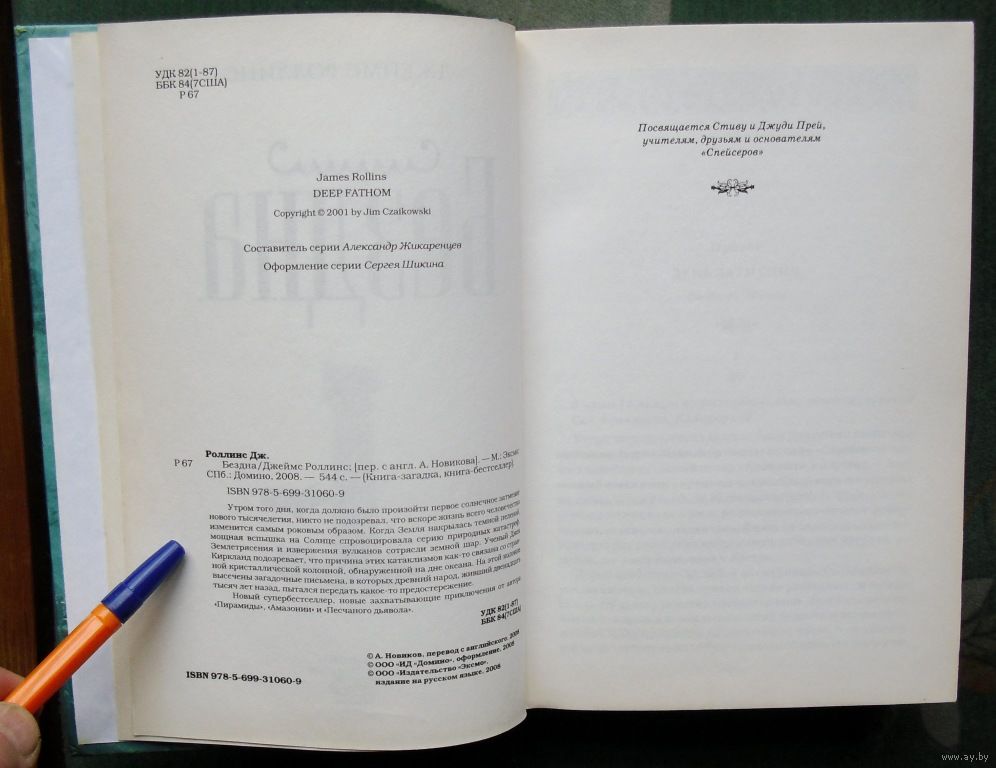 УДК 82(1-87)
ББК 84(7США)
Р 67
James Rollins
DEEP FATHOM
Copyright © 2001 by Jim Czaikowski
Составитель серии Александр Жикаренцев
Оформление серии Сергея Шикина
Роллинс Дж.
Р 67 Бездна/Джеймс Роллинс; [пер. с англ. А. Новикова]. — М.: Эксмо
СПб.: Домино, 2008. — 544 с. — (Книга-загадка, книга-бестселлер).
ISBN 978-5-699-31060-9
Утром того дня, когда должно было произойти первое солнечное затмение
нового тысячелетия, никто не подозревал, что вскоре жизнь всего человечества
изменится самым роковым образом. Когда Земля накрылась темной пеленой,
мощная вспышка на Солнце спровоцировала серию природных катастроф.
Землетрясения и извержения вулканов сотрясли земной шар. Ученый Джек
Киркланд подозревает, что причина этих катаклизмов как-то связана со стран-
ной кристаллической колонной, обнаруженной на дне океана. На этой колонне
высечены загадочные письмена, в которых древний народ, живший двенадцать
тысяч лет назад, пытался передать какое-то предостережение.
Новый супербестселлер, новые захватывающие приключения от автора
«Пирамиды», «Амазонии» и «Песчаного дьявола».
УДК 82(1-87)
ББК 84(7США)
© А. Новиков, перевод с английского, 2008
© ООО «ИД «Домино», оформление, 2008
© ООО «Издательство «Эксмо»,
издание на русском языке, 2008
ISBN 978-5-699-31060-9
Посвящается Стиву и Джуди Прей,
учителям, друзьям и основателям
«Спейсеров»
www.ay.by